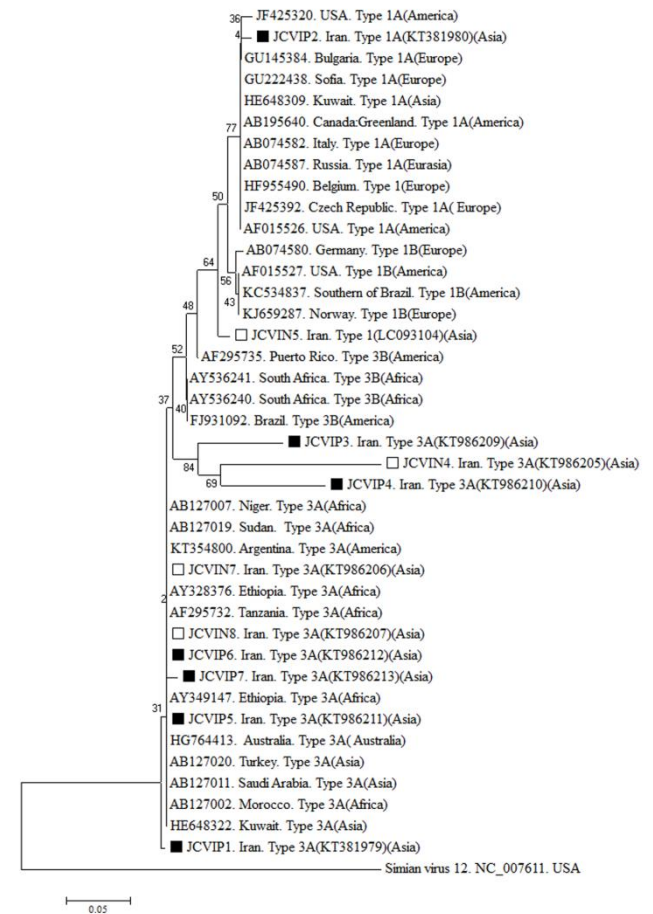 36
JF425320. USA. Type 1A(America)
4
JCVIP2. Iran. Type 1A(KT381980)(Asia)
GU145384. Bulgaria. Type 1A(Europe)
GU222438. Sofia. Type 1A(Europe)
HE648309. Kuwait. Type 1A(Asia)
AB195640. Canada:Greenland. Type 1A(America)
77
AB074582. Italy. Type 1A(Europe)
AB074587. Russia. Type 1A(Eurasia)
HF955490. Belgium. Type 1(Europe)
50
JF425392. Czech Republic. Type 1A( Europe)
AF015526. USA. Type 1A(America)
AB074580. Germany. Type 1B(Europe)
64
AF015527. USA. Type 1B(America)
56
KC534837. Southern of Brazil. Type 1B(America)
43
48
KJ659287. Norway. Type 1B(Europe)
JCVIN5. Iran. Type 1(LC093104)(Asia)
52
AF295735. Puerto Rico. Type 3B(America)
AY536241. South Africa. Type 3B(Africa)
37
AY536240. South Africa. Type 3B(Africa)
40
FJ931092. Brazil. Type 3B(America)
JCVIP3. Iran. Type 3A(KT986209)(Asia)
84
JCVIN4. Iran. Type 3A(KT986205)(Asia)
69
JCVIP4. Iran. Type 3A(KT986210)(Asia)
AB127007. Niger. Type 3A(Africa)
AB127019. Sudan. Type 3A(Africa)
KT354800. Argentina. Type 3A(America)
JCVIN7. Iran. Type 3A(KT986206)(Asia)
AY328376. Ethiopia. Type 3A(Africa)
2
AF295732. Tanzania. Type 3A(Africa)
JCVIN8. Iran. Type 3A(KT986207)(Asia)
JCVIP6. Iran. Type 3A(KT986212)(Asia)
JCVIP7. Iran. Type 3A(KT986213)(Asia)
AY349147. Ethiopia. Type 3A(Africa)
31
JCVIP5. Iran. Type 3A(KT986211)(Asia)
HG764413. Australia. Type 3A( Australia)
AB127020. Turkey. Type 3A(Asia)
AB127011. Saudi Arabia. Type 3A(Asia)
AB127002. Morocco. Type 3A(Africa)
HE648322. Kuwait. Type 3A(Asia)
JCVIP1. Iran. Type 3A(KT381979)(Asia)
Simian virus 12. NC_007611. USA
0.05